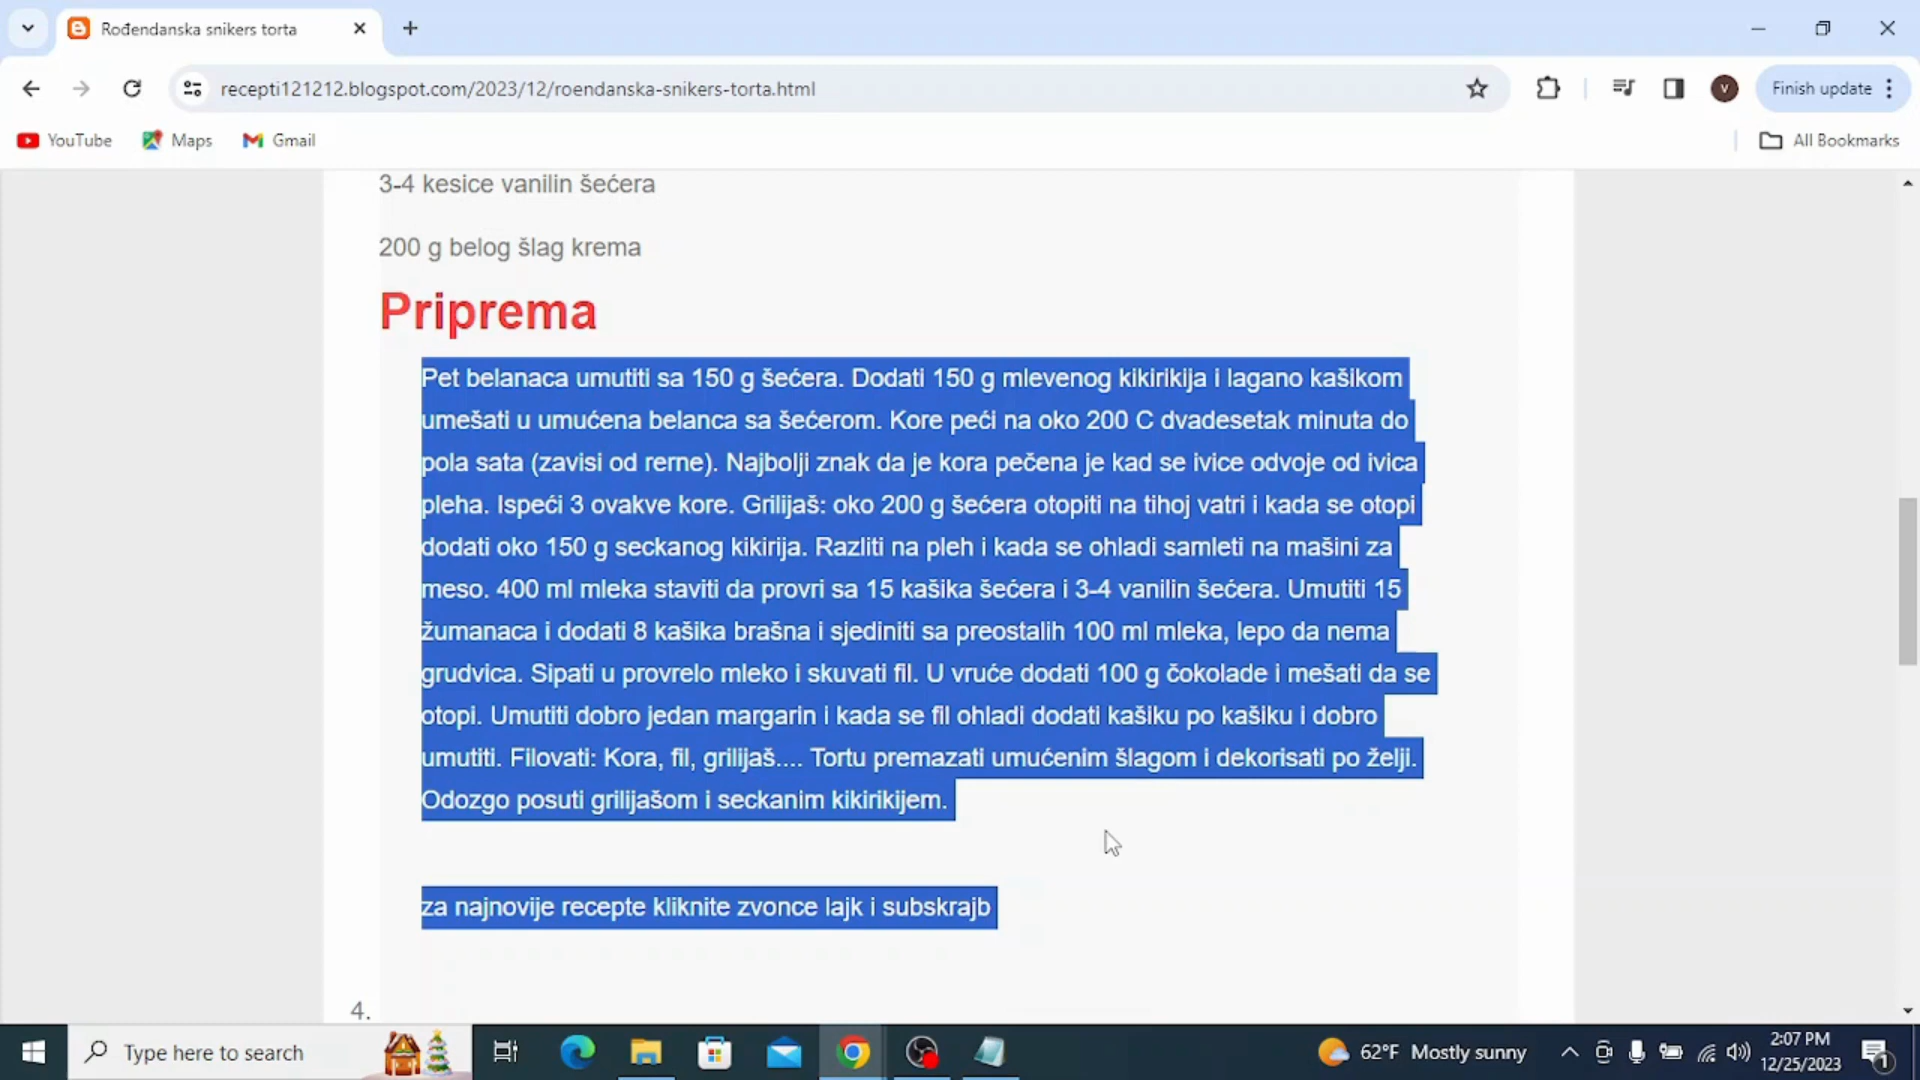 Rođendanska snikers torta
recepti121212.blogspot.com/2023/12/roendanska-snikers-torta.html
V
Finish update
YouTube
Maps
Gmail
All Bookmarks
3-4 kesice vanilin šećera
200 g belog šlag krema
Priprema
Pet belanaca umutiti sa 150 g šećera. Dodati 150 g mlevenog kikirikija i lagano kašikom
umešati u umućena belanca sa šećerom. Kore peći na oko 200 C dvadesetak minuta do
pola sata (zavisi od rerne). Najbolji znak da je kora pečena je kad se ivice odvoje od ivica
pleha. Ispeći 3 ovakve kore. Grilijaš: oko 200 g šećera otopiti na tihoj vatri i kada se otopi
dodati oko 150 g seckanog kikirija. Razliti na pleh i kada se ohladi samleti na mašini za
meso. 400 ml mleka staviti da provri sa 15 kašika šećera i 3-4 vanilin šećera. Umutiti 15
žumanaca i dodati 8 kašika brašna i sjediniti sa preostalih 100 ml mleka, lepo da nema
grudvica. Sipati u provrelo mleko i skuvati fil. U vruće dodati 100 g čokolade i mešati da se
otopi. Umutiti dobro jedan margarin i kada se fil ohladi dodati kašiku po kašiku i dobro
umutiti. Filovati: Kora, fil, grilijaš.... Tortu premazati umućenim šlagom i dekorisati po želji.
Odozgo posuti grilijašom i seckanim kikirikijem.
za najnovije recepte kliknite zvonce lajk i subskrajb
4.
Type here to search
62°F Mostly sunny
2:07 PM
12/25/2023
1